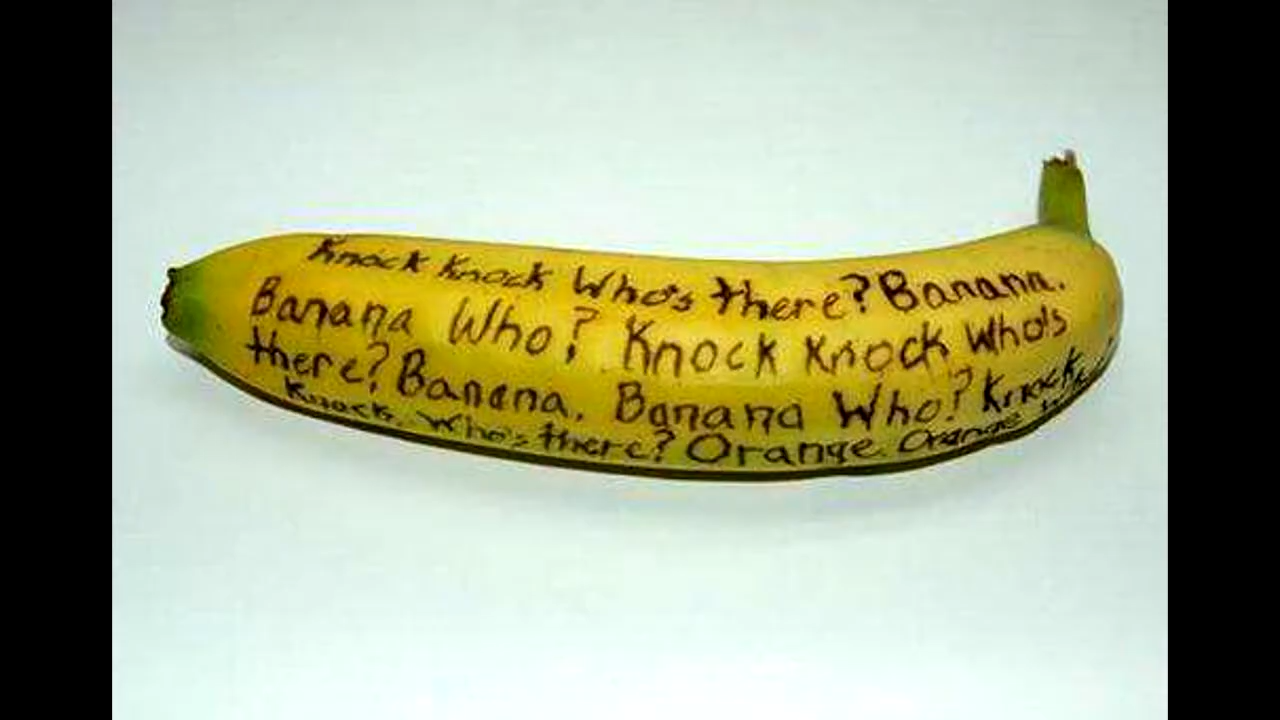 Knock Knock Who's there? Banana.
Banana Who? Knock Knock Who's
there? Banana. Banana Who? Knock
Knock. Who's there? Orange. Orange